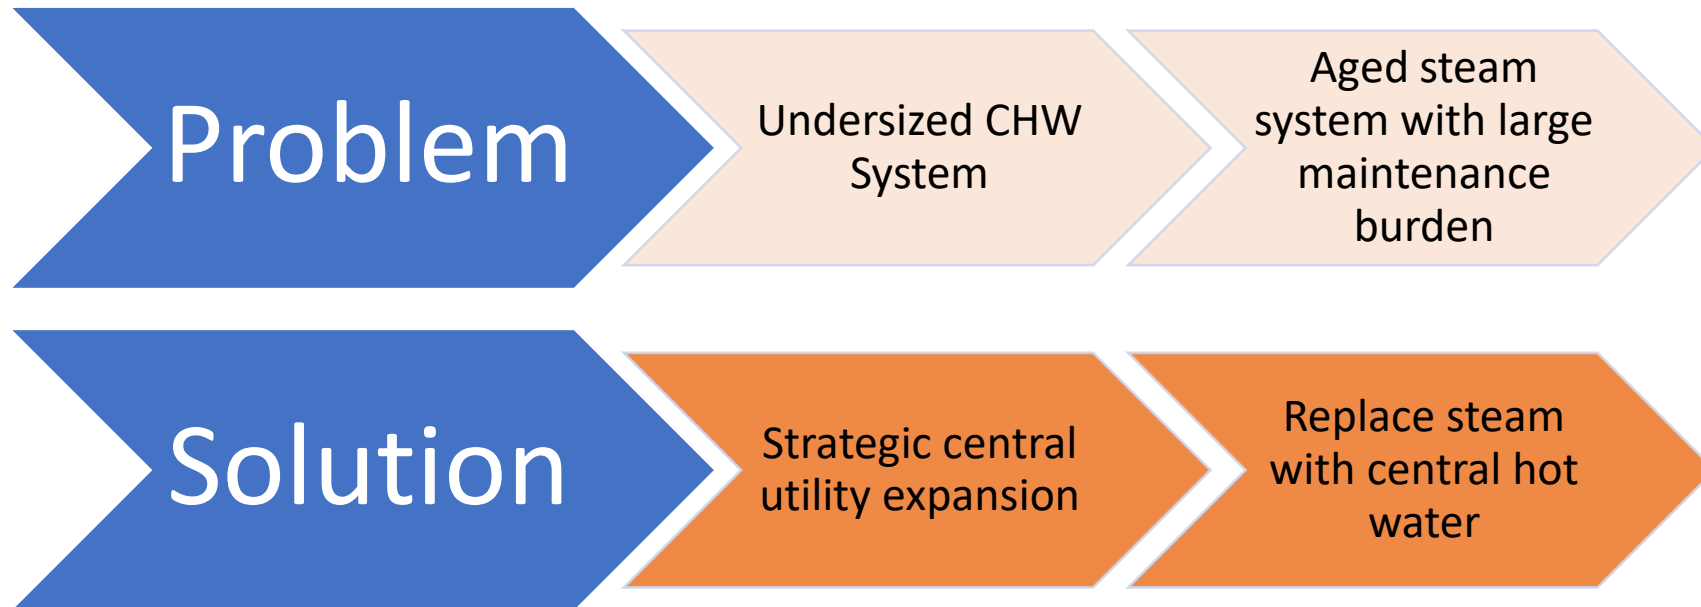 Problem
Undersized CHW
System
Aged steam
system with large
maintenance
burden
Solution
Strategic central
utility expansion
Replace steam
with central hot
water